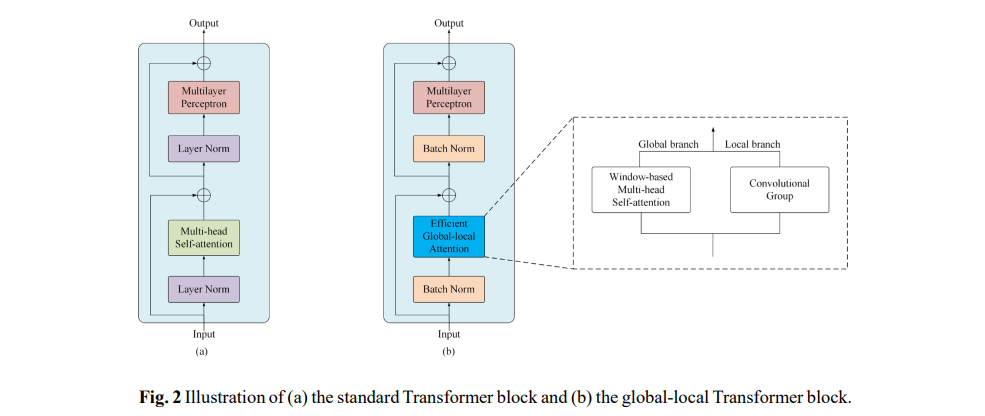 Output
Multilayer
Perceptron
Layer Norm
Multi-head
Self-attention
Layer Norm
Input
(a)
Output
Multilayer
Perceptron
Batch Norm
Efficient
Global-local
Attention
Batch Norm
Input
(b)
Global branch
Local branch
Window-based
Multi-head
Self-attention
Convolutional
Group
Fig. 2 Illustration of (a) the standard Transformer block and (b) the global-local Transformer block.